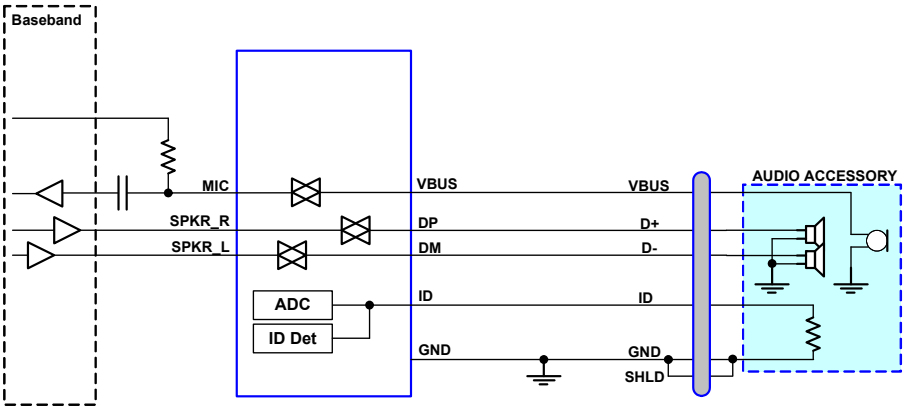 Baseband
AUDIO ACCESSORY
MIC
VBUS
VBUS
SPKR_R
DP
D+
SPKR_L
DM
D-
ADC
ID
ID
ID Det
GND
GND
SHLD